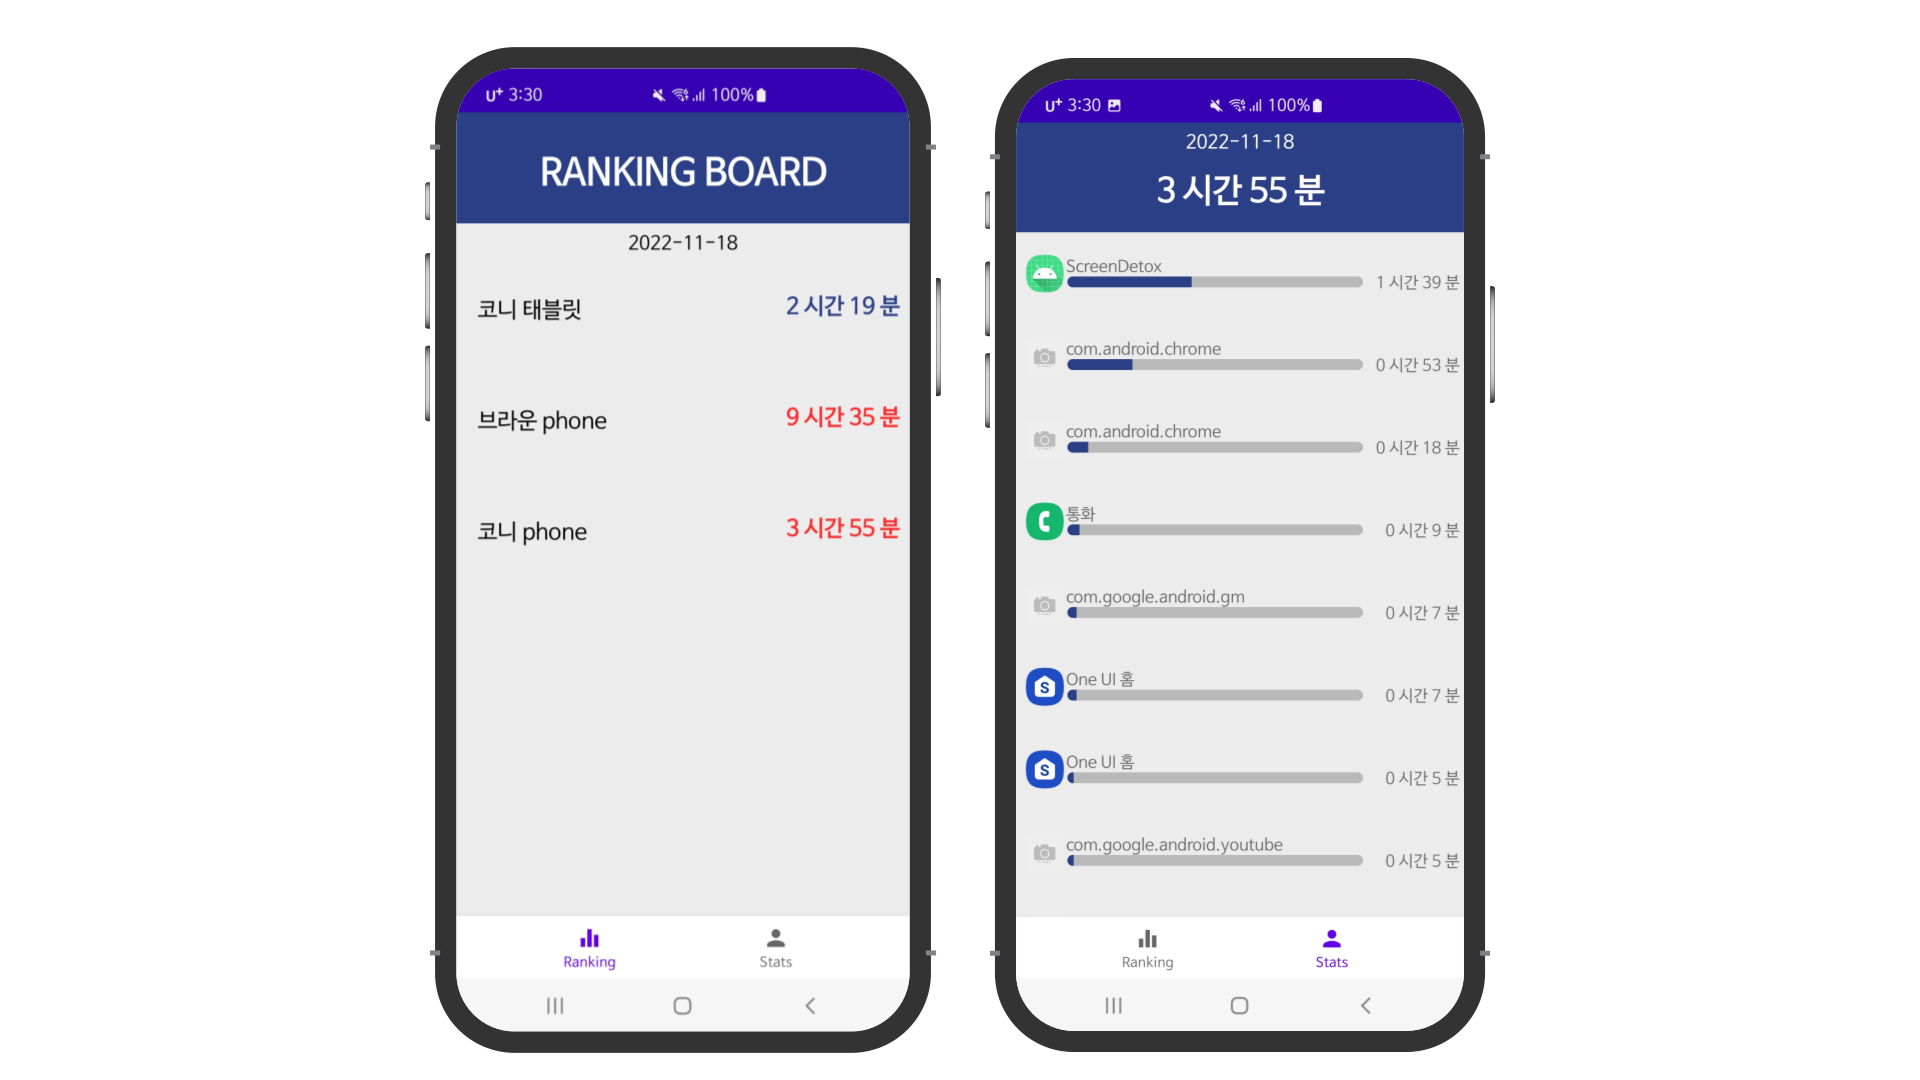 U+ 3:30 100%
RANKING BOARD
2022-11-18
코니 태블릿 2 시간 19 분
브라운 phone 9 시간 35 분
코니 phone 3 시간 55 분
Ranking Stats
U+ 3:30 100%
2022-11-18
3 시간 55 분
ScreenDetox
1 시간 39 분
com.android.chrome
0 시간 53 분
com.android.chrome
0 시간 18 분
통화
0 시간 9 분
com.google.android.gm
0 시간 7 분
One UI 홈
0 시간 7 분
One UI 홈
0 시간 5 분
com.google.android.youtube
0 시간 5 분
Ranking Stats